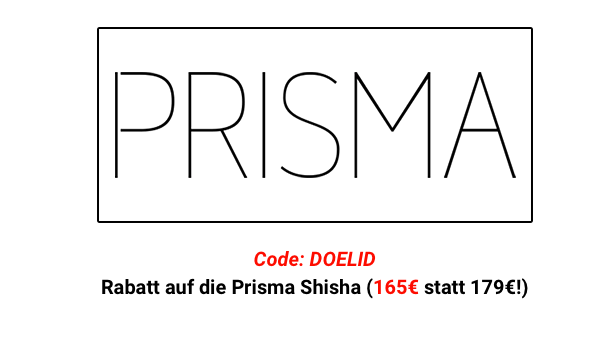 PRISMA
Code: DOELID
Rabatt auf die Prisma Shisha (165€ statt 179€!)